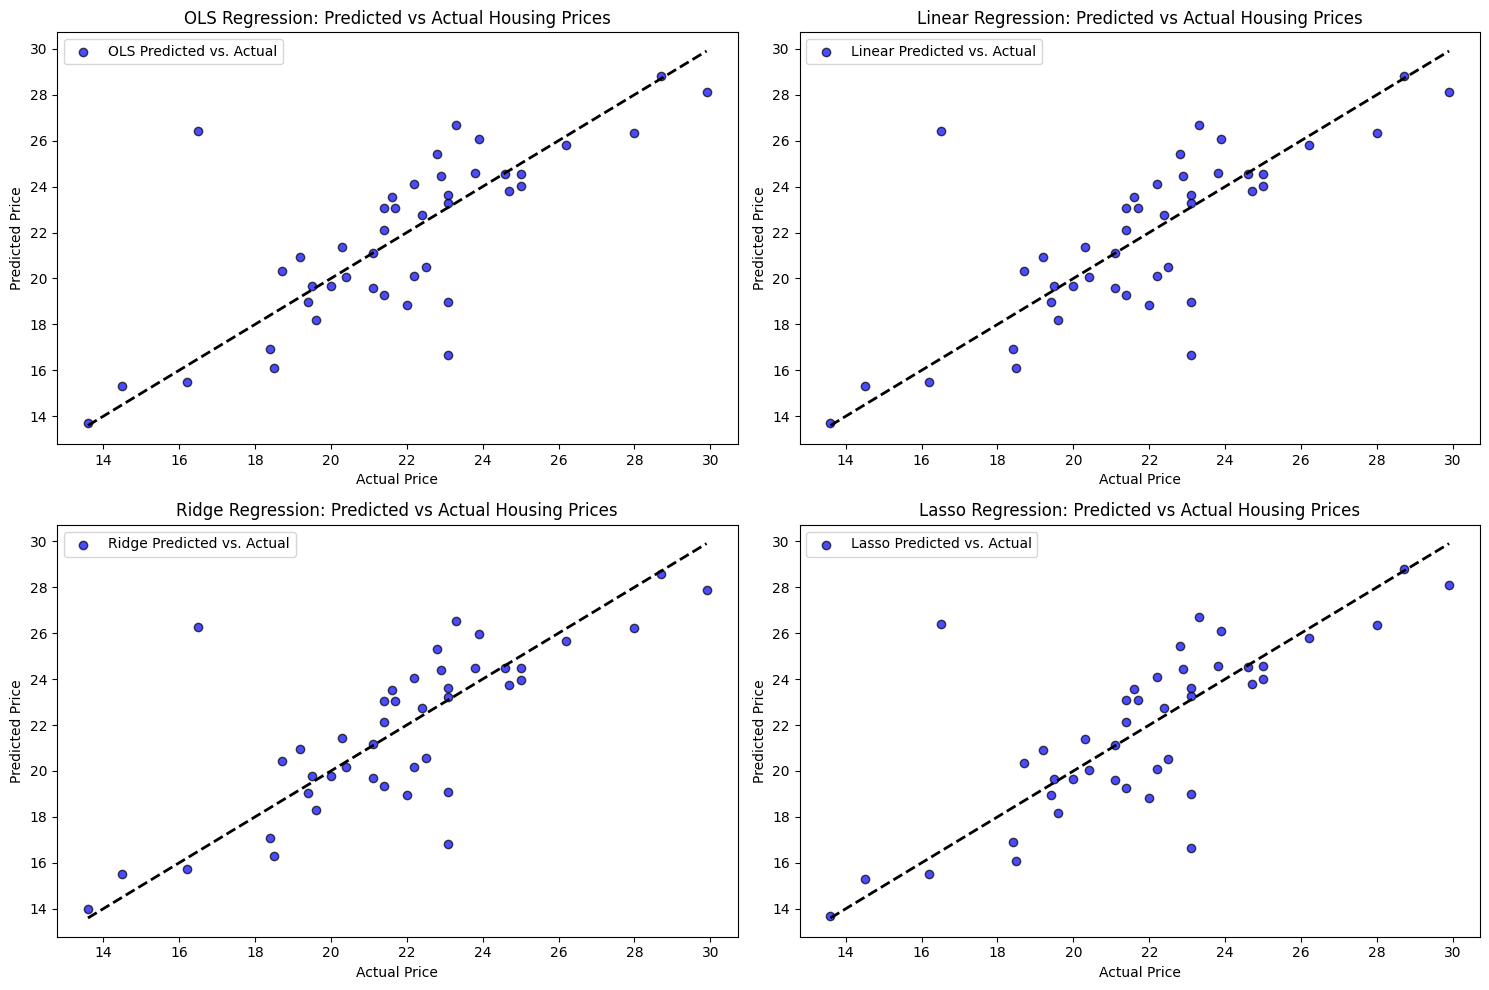 OLS Regression: Predicted vs Actual Housing Prices
OLS Predicted vs. Actual
30
28
26
24
22
20
18
16
14
Predicted Price
14 16 18 20 22 24 26 28 30
Actual Price
Linear Regression: Predicted vs Actual Housing Prices
Linear Predicted vs. Actual
30
28
26
24
22
20
18
16
14
Predicted Price
14 16 18 20 22 24 26 28 30
Actual Price
Ridge Regression: Predicted vs Actual Housing Prices
Ridge Predicted vs. Actual
30
28
26
24
22
20
18
16
14
Predicted Price
14 16 18 20 22 24 26 28 30
Actual Price
Lasso Regression: Predicted vs Actual Housing Prices
Lasso Predicted vs. Actual
30
28
26
24
22
20
18
16
14
Predicted Price
14 16 18 20 22 24 26 28 30
Actual Price